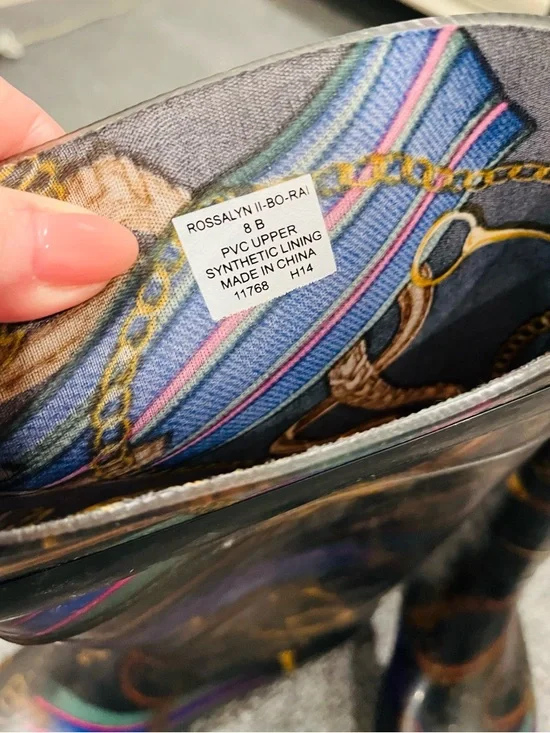 ROSSALYN II-BO-RAI
8 B
PVC UPPER
SYNTHETIC LINING
MADE IN CHINA
11768 H14